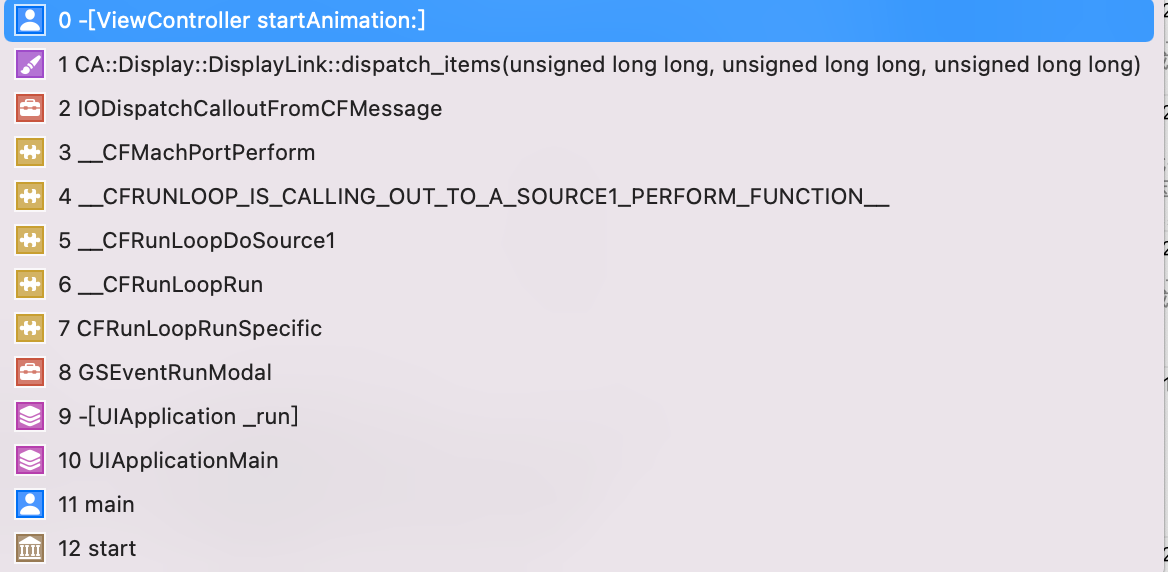 0 -[ViewController startAnimation:]
1 CA::Display::DisplayLink::dispatch_items(unsigned long long, unsigned long long, unsigned long long)
2 IODispatchCalloutFromCFMessage
3 __CFMachPortPerform
4 __CFRUNLOOP_IS_CALLING_OUT_TO_A_SOURCE1_PERFORM_FUNCTION__
5 __CFRunLoopDoSource1
6 __CFRunLoopRun
7 CFRunLoopRunSpecific
8 GSEventRunModal
9 -[UIApplication _run]
10 UIApplicationMain
11 main
12 start